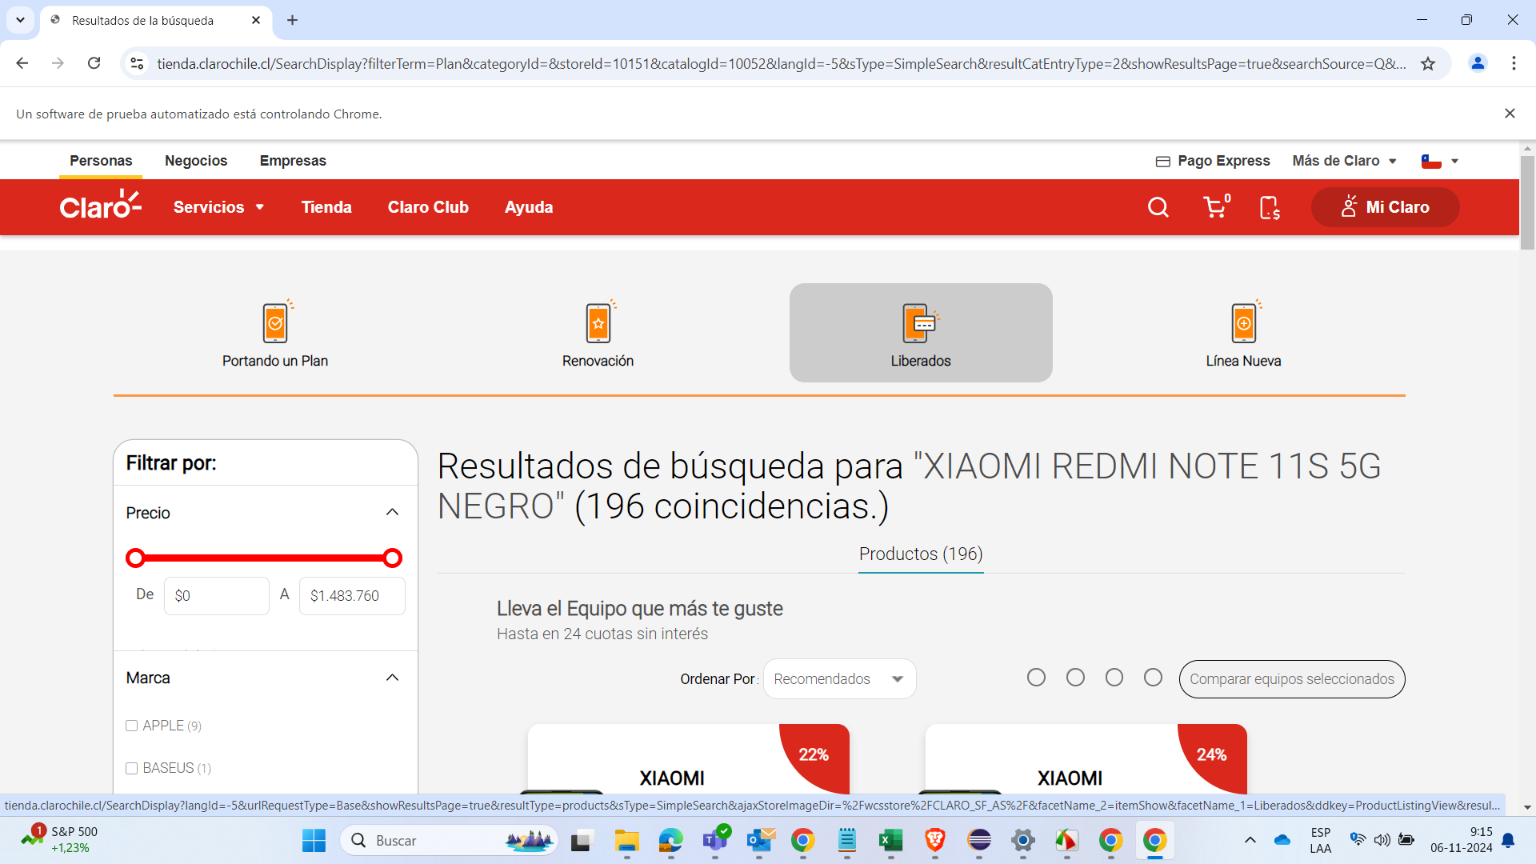 Resultados de la búsqueda
tienda.clarochile.cl/SearchDisplay?filterTerm=Plan&categoryId=&storeId=10151&catalogId=10052&langId=-5&sType=SimpleSearch&resultCatEntryType=2&showResultsPage=true&searchSource=Q&...
Un software de prueba automatizado está controlando Chrome.
Personas Negocios Empresas Pago Express Más de Claro
Claro Servicios Tienda Claro Club Ayuda 0 Mi Claro
Portando un Plan Renovación Liberados Línea Nueva
Filtrar por:
Precio
De $0 A $1.483.760
Marca
APPLE (9)
BASEUS (1)
Resultados de búsqueda para "XIAOMI REDMI NOTE 11S 5G
NEGRO" (196 coincidencias.)
Productos (196)
Lleva el Equipo que más te guste
Hasta en 24 cuotas sin interés
Ordenar Por: Recomendados Comparar equipos seleccionados
22% 24%
XIAOMI XIAOMI
tienda.clarochile.cl/SearchDisplay?langId=-5&urlRequestType=Base&showResultsPage=true&resultType=products&sType=SimpleSearch&ajaxStoreImageDir=%2Fwcsstore%2FCLARO_SF_AS%2F&facetName_2=itemShow&facetName_1=Liberados&ddkey=ProductListingView&resul...
1 S&P 500
+1,23%
Buscar
ESP
LAA
9:15
06-11-2024